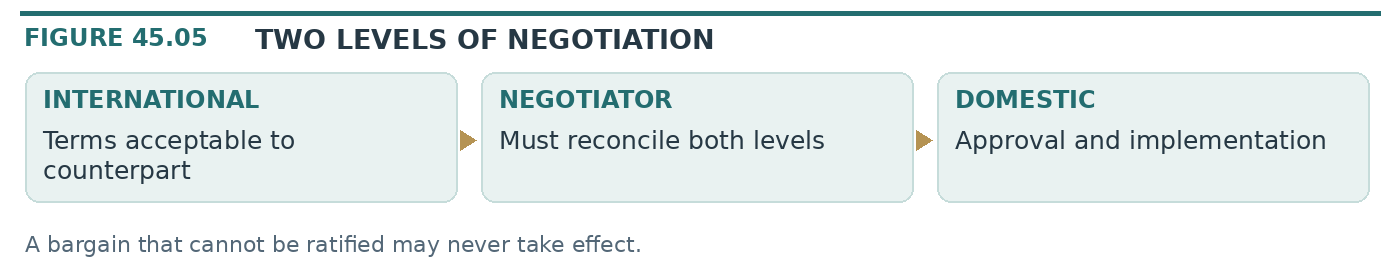 FIGURE 45.05 TWO LEVELS OF NEGOTIATION
INTERNATIONAL
Terms acceptable to
counterpart
NEGOTIATOR
Must reconcile both levels
DOMESTIC
Approval and implementation
A bargain that cannot be ratified may never take effect.